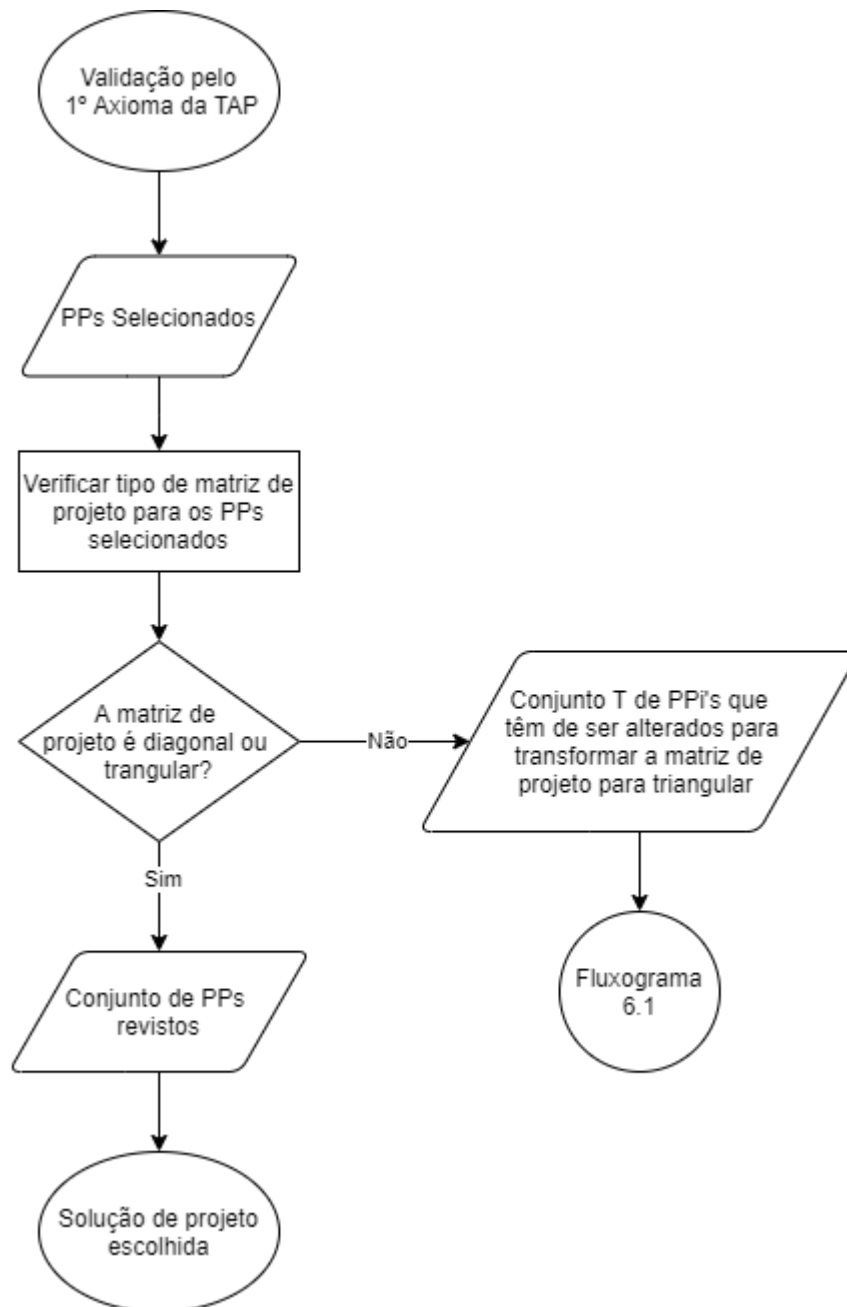 Validação pelo
1º Axioma da TAP
PPs Selecionados
Verificar tipo de matriz de
projeto para os PPs
selecionados
A matriz de
projeto é diagonal ou
trangular?
Não
Conjunto T de PPi's que
têm de ser alterados para
transformar a matriz de
projeto para triangular
Sim
Fluxograma
6.1
Conjunto de PPs
revistos
Solução de projeto
escolhida